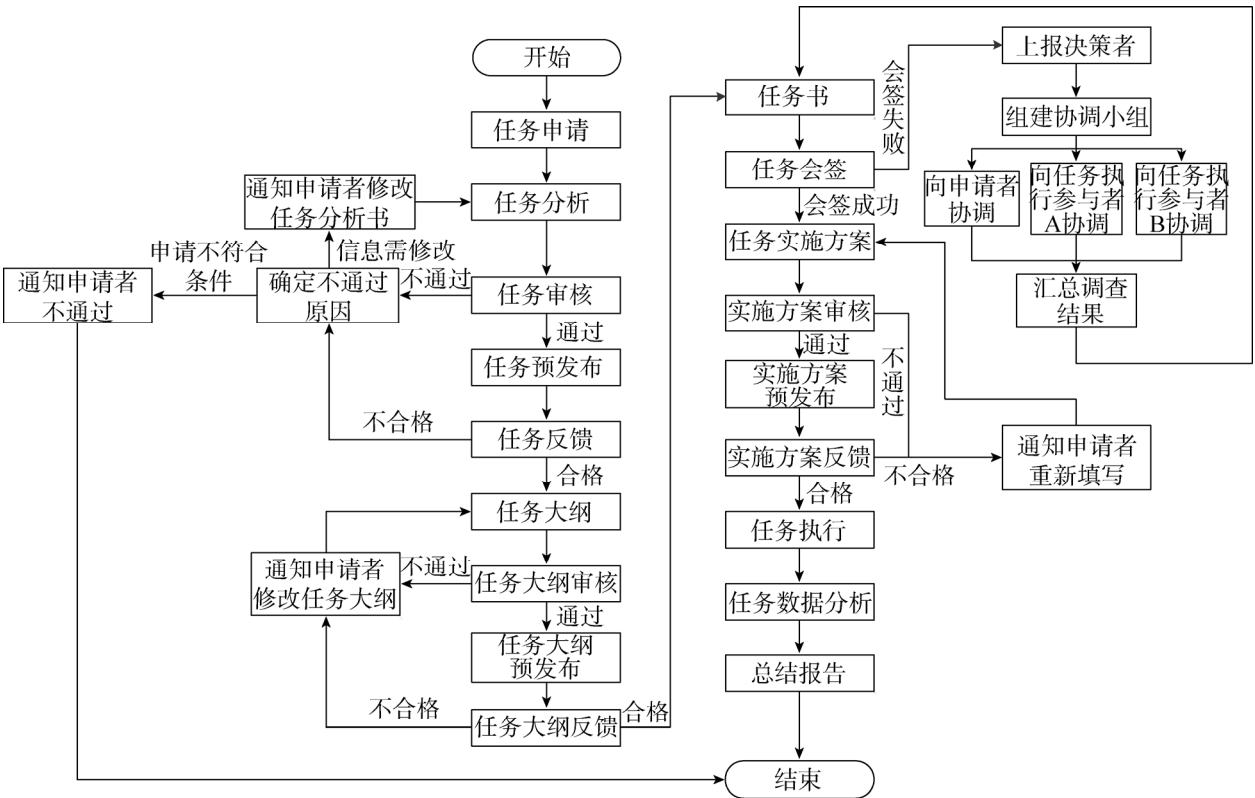 开始
任务申请
通知申请者修改
任务分析书
任务分析
申请不符合
条件
信息需修改
通知申请者
不通过
确定不通过
原因
不通过
任务审核
通过
任务预发布
不合格
任务反馈
合格
任务大纲
通知申请者
修改任务大纲
不通过
任务大纲审核
通过
任务大纲
预发布
不合格
任务大纲反馈
合格
任务书
任务会签
会签失败
会签成功
任务实施方案
实施方案审核
通过
不通过
实施方案
预发布
实施方案反馈
不合格
合格
任务执行
任务数据分析
总结报告
结束
上报决策者
组建协调小组
向申请者
协调
向任务执
行参与者
A协调
向任务执
行参与者
B协调
汇总调查
结果
通知申请者
重新填写